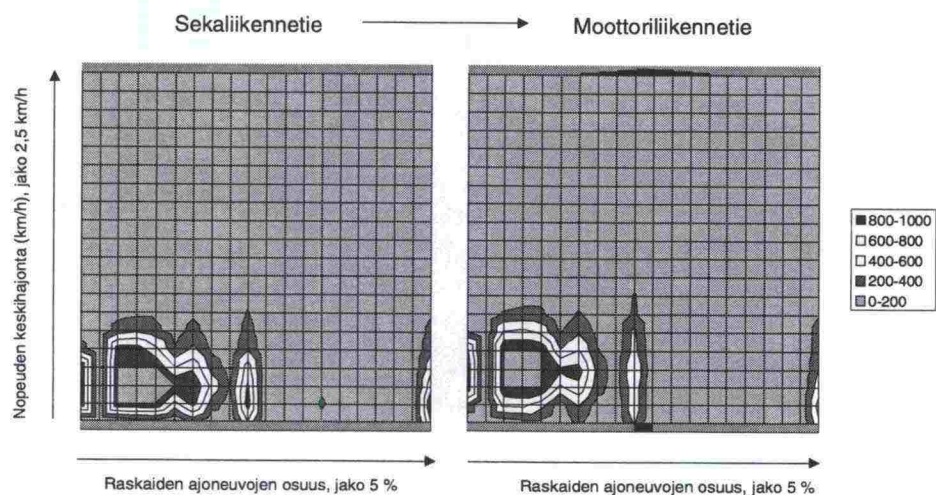 Sekaliikennetie
Moottoriliikennetie
Nopeuden keskihajonta (km/h), jako 2,5 km/h
800-1000
600-800
400-600
200-400
0-200
Raskaiden ajoneuvojen osuus, jako 5 %
Raskaiden ajoneuvojen osuus, jako 5 %